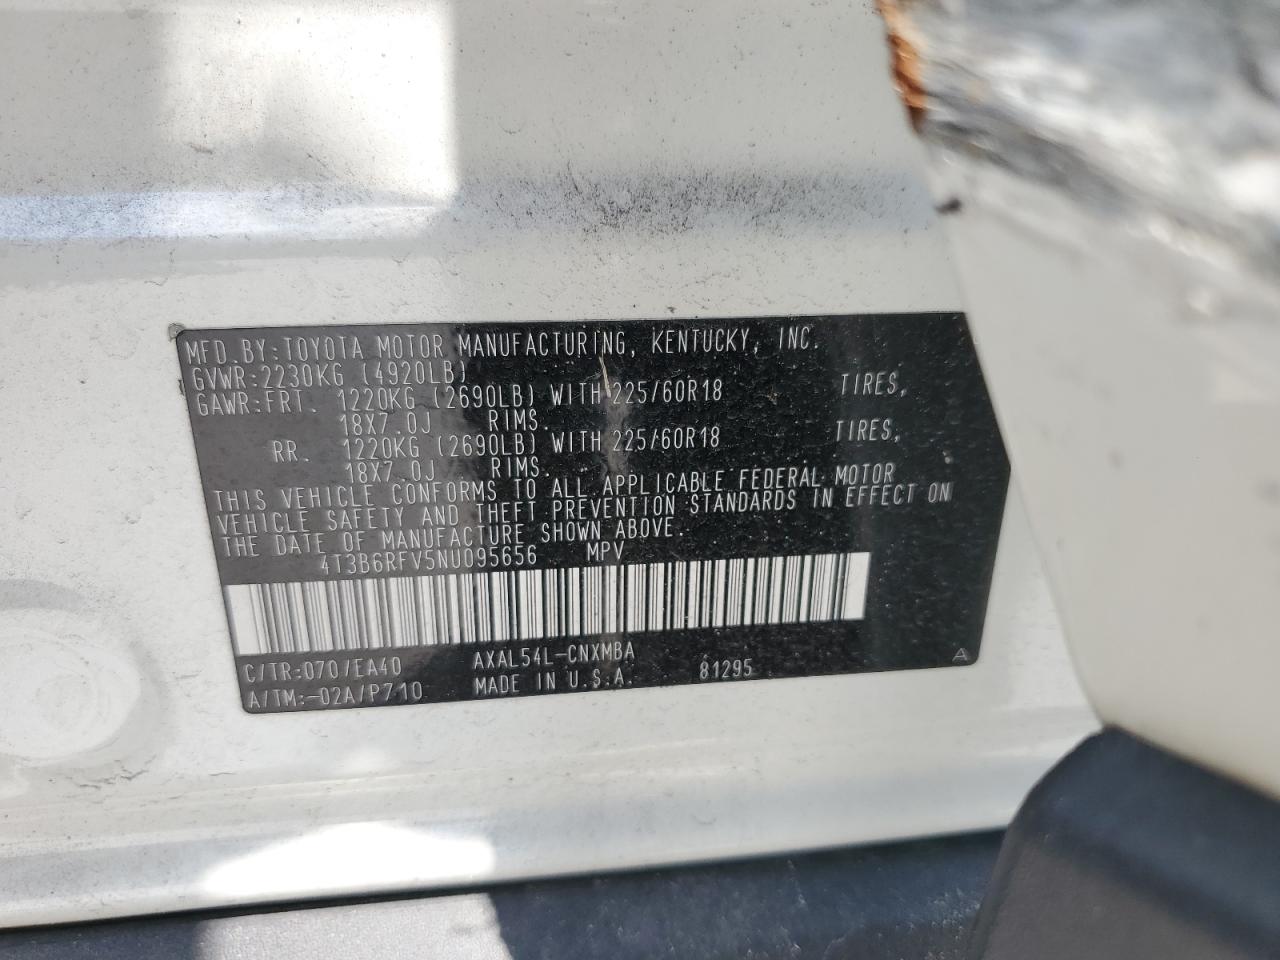 MFD.BY:TOYOTA MOTOR MANUFACTURING, KENTUCKY, INC.
GVWR:2230KG (4920LB)
GAWR:FRT. 1220KG (2690LB) WITH 225/60R18 TIRES,
18X7.0J RIMS.
RR. 1220KG (2690LB) WITH 225/60R18 TIRES,
18X7.0J RIMS.
THIS VEHICLE CONFORMS TO ALL APPLICABLE FEDERAL MOTOR
VEHICLE SAFETY AND THEFT PREVENTION STANDARDS IN EFFECT ON
THE DATE OF MANUFACTURE SHOWN ABOVE.
4T3B6RFV5NU095656 MPV
C/TR:070/EA40 AXAL54L-CNXMBA
A/TM:-02A/P710 MADE IN U.S.A. 81295 A